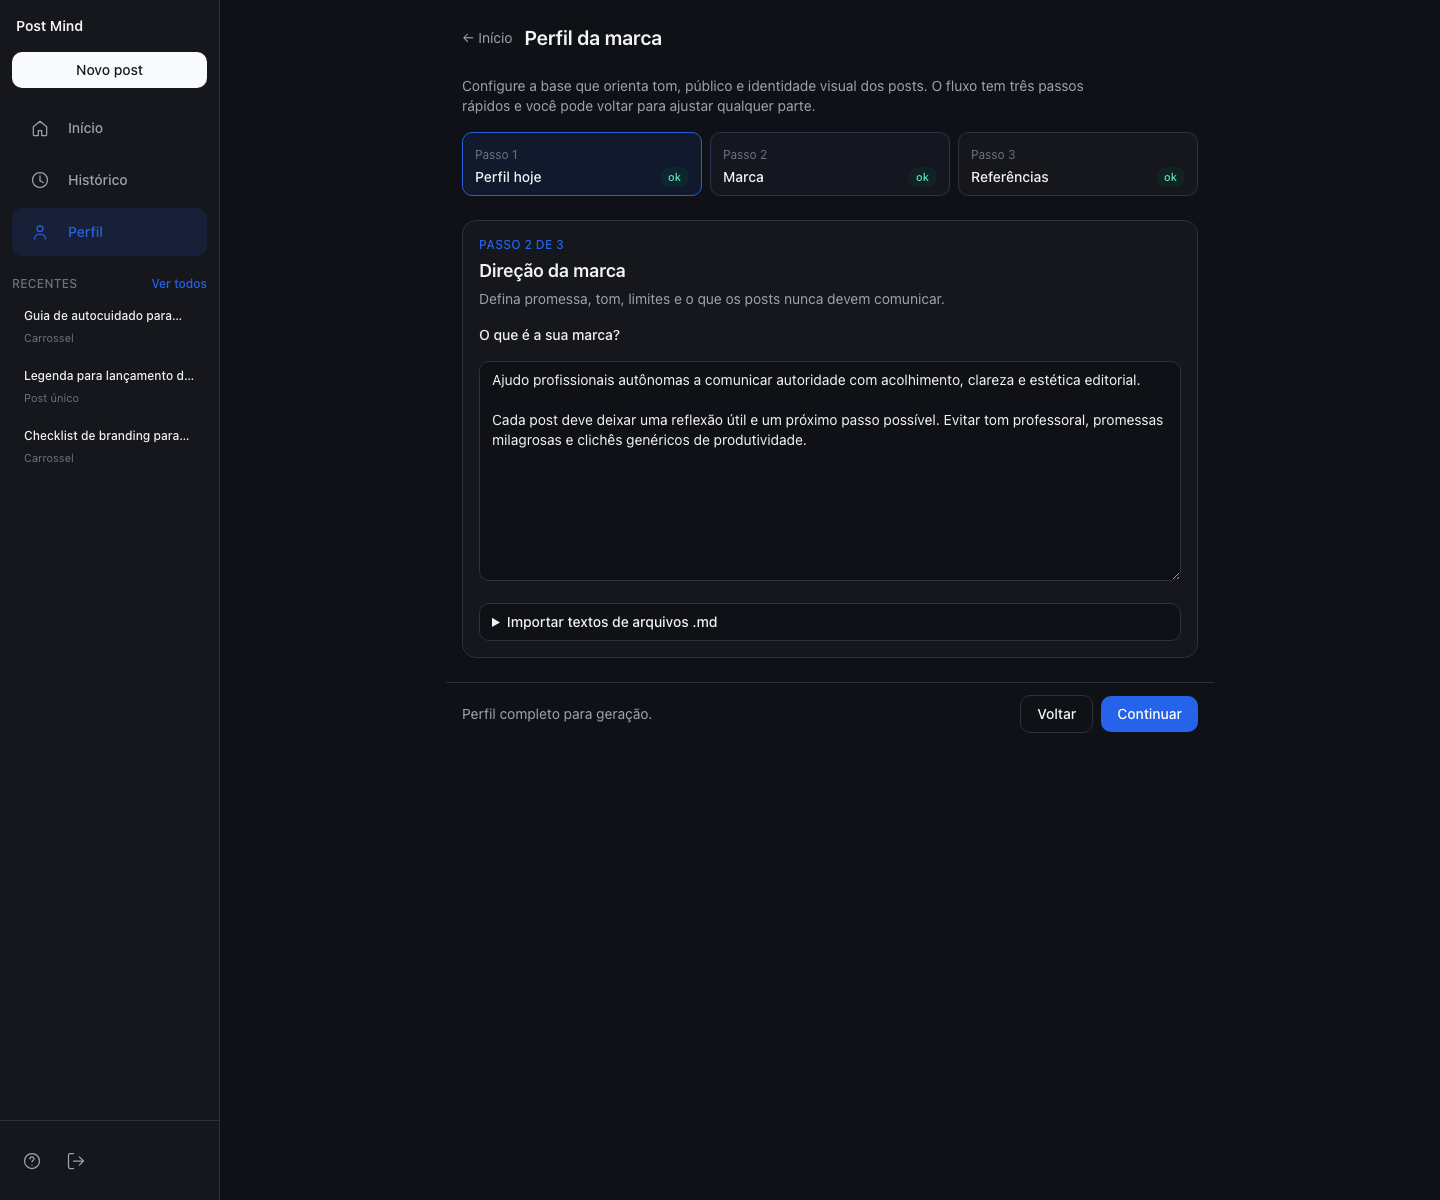 Post Mind
Novo post
Início
Histórico
Perfil
RECENTES
Ver todos
Guia de autocuidado para...
Carrossel
Legenda para lançamento d...
Post único
Checklist de branding para...
Carrossel
← Início
Perfil da marca
Configure a base que orienta tom, público e identidade visual dos posts. O fluxo tem três passos
rápidos e você pode voltar para ajustar qualquer parte.
Passo 1
Perfil hoje
ok
Passo 2
Marca
ok
Passo 3
Referências
ok
PASSO 2 DE 3
Direção da marca
Defina promessa, tom, limites e o que os posts nunca devem comunicar.
O que é a sua marca?
Ajudo profissionais autônomos a comunicar autoridade com acolhimento, clareza e estética editorial.
Cada post deve deixar uma reflexão útil e um próximo passo possível. Evitar tom professoral, promessas
milagrosas e clichês genéricos de produtividade.
Importar textos de arquivos .md
Perfil completo para geração.
Voltar
Continuar